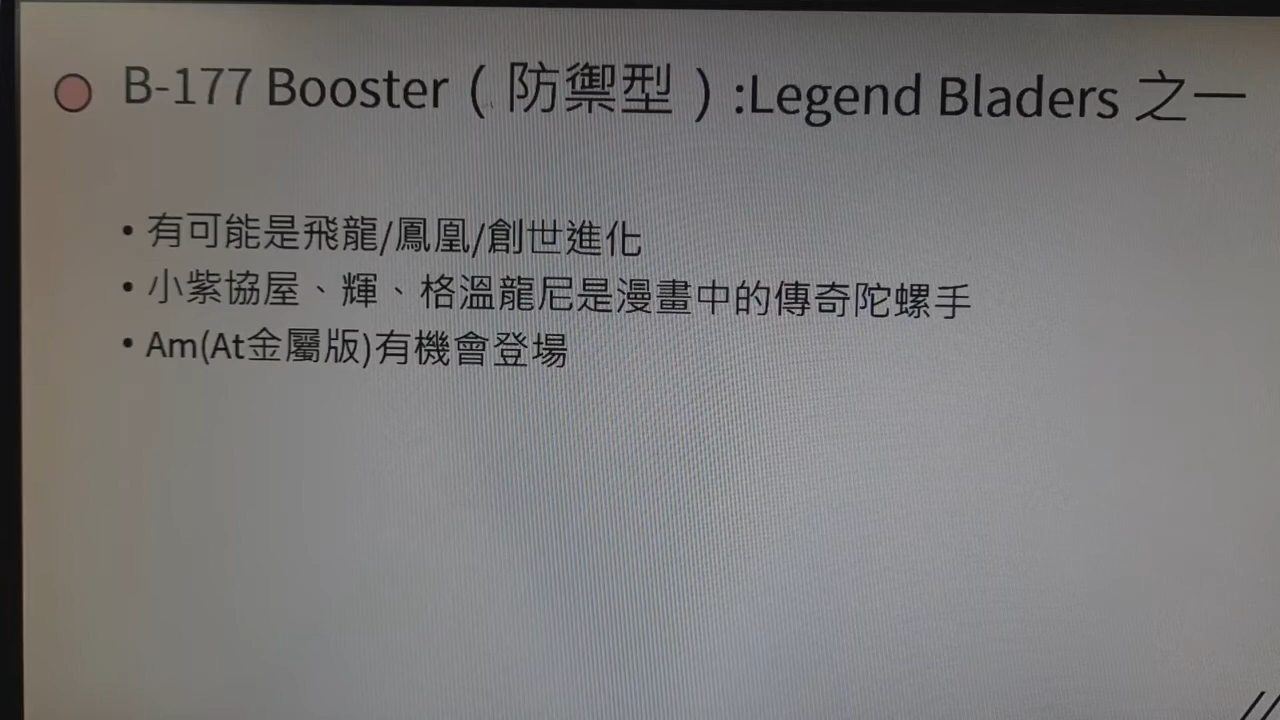 B-177 Booster（防禦型）:Legend Bladers 之一
• 有可能是飛龍/鳳凰/創世進化
• 小紫協屋、輝、格溫龍尼是漫畫中的傳奇陀螺手
• Am(At金屬版)有機會登場